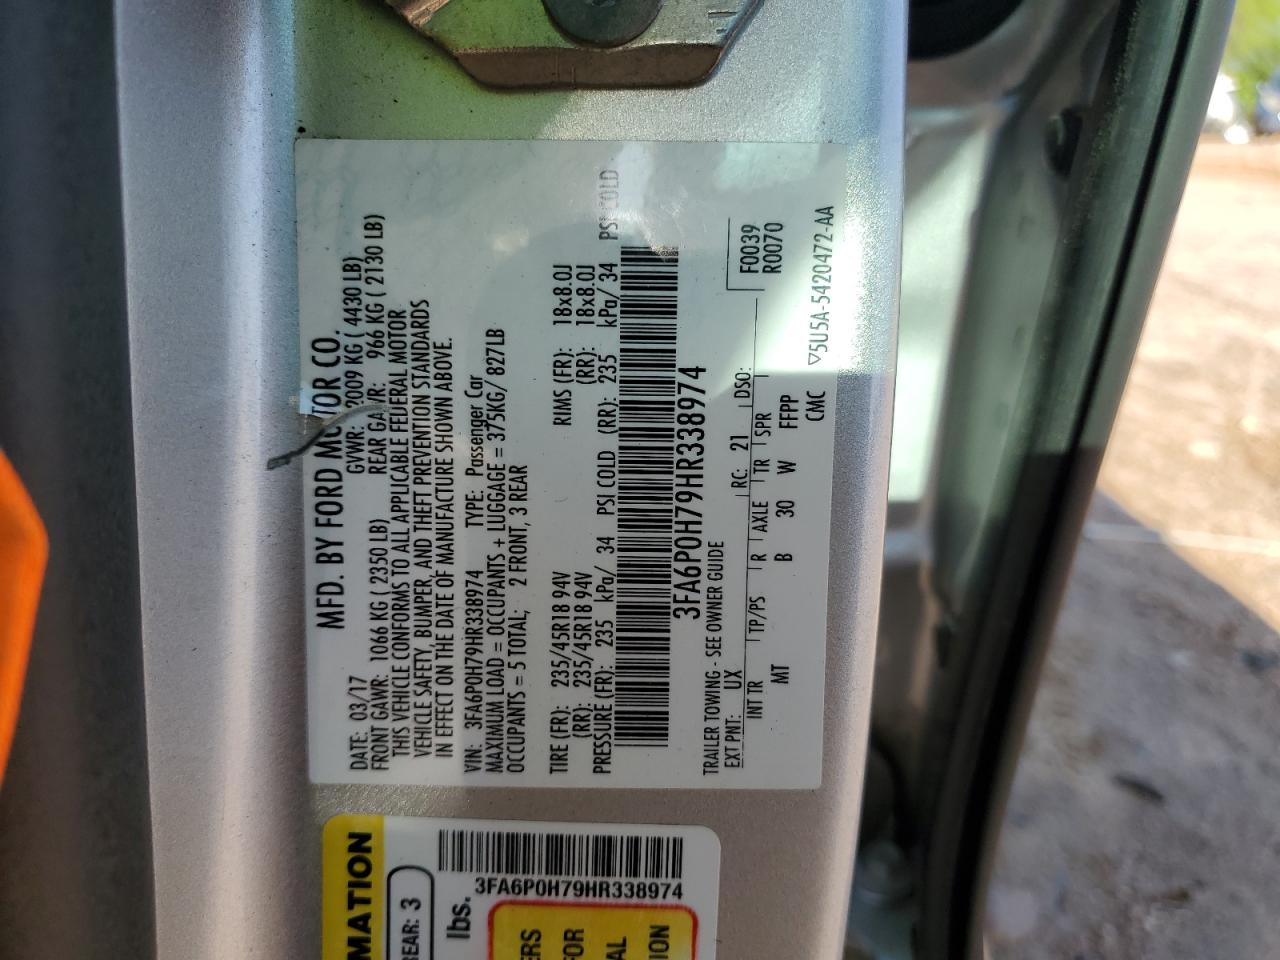 MFD. BY FORD MOTOR CO.
DATE: 03/17 GVWR: 2009 KG ( 4430 LB)
FRONT GAWR: 1066 KG ( 2350 LB) REAR GAWR: 966 KG ( 2130 LB)
THIS VEHICLE CONFORMS TO ALL APPLICABLE FEDERAL MOTOR
VEHICLE SAFETY, BUMPER, AND THEFT PREVENTION STANDARDS
IN EFFECT ON THE DATE OF MANUFACTURE SHOWN ABOVE.
VIN: 3FA6P0H79HR338974 TYPE: Passenger Car
MAXIMUM LOAD = OCCUPANTS + LUGGAGE = 375KG/ 827LB
OCCUPANTS = 5 TOTAL; 2 FRONT, 3 REAR
TIRE (FR): 235/45R18 94V RIMS (FR): 18x8.0J
(RR): 235/45R18 94V (RR): 18x8.0J
PRESSURE (FR): 235 kPa/ 34 PSI COLD (RR): 235 kPa/ 34 PSI COLD
3FA6P0H79HR338974
TRAILER TOWING - SEE OWNER GUIDE F0039
EXT PNT: UX RC: 21 DSO: R0070
INT TR TP/PS R AXLE TR SPR
MT B 30 W FFPP
CMC ▽5U5A-5420472-AA
MATION
EAR: 3
3FA6P0H79HR338974
lbs.
ERS
FOR
AL
ION